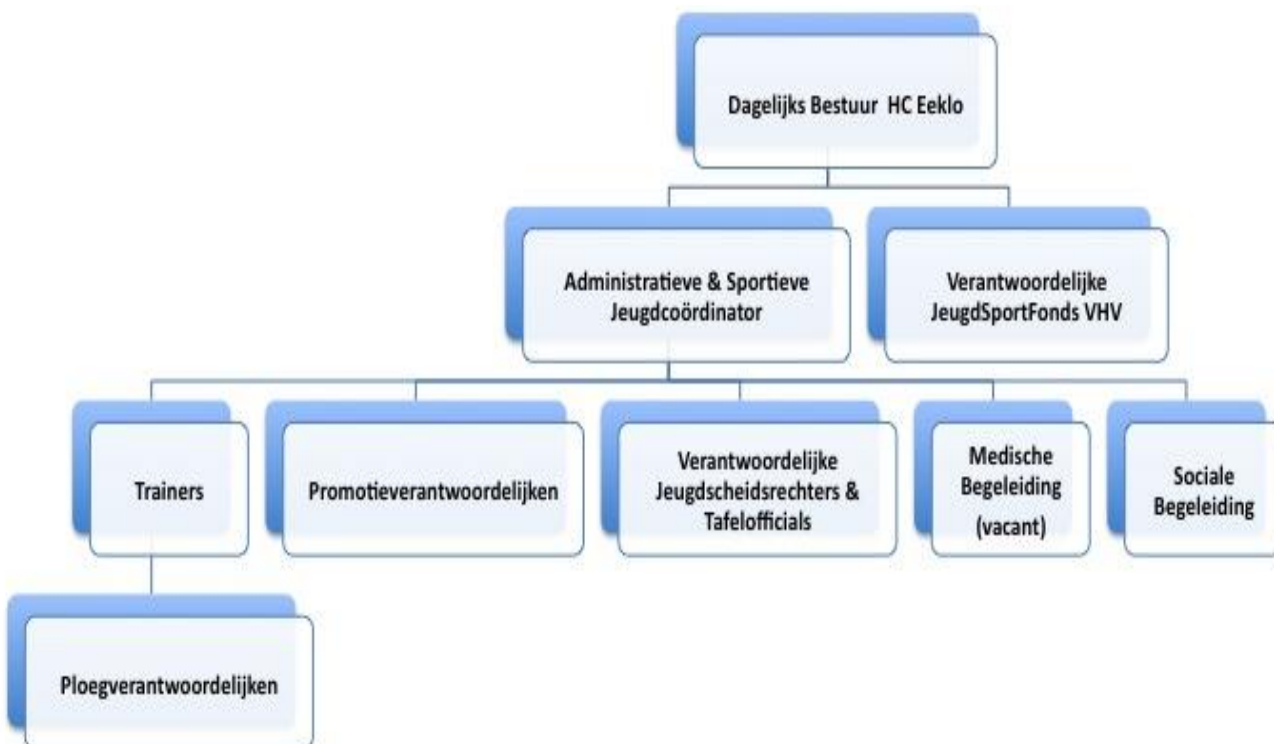 Dagelijks Bestuur HC Eeklo
Administratieve & Sportieve
Jeugdcoördinator
Verantwoordelijke
JeugdSportFonds VHV
Trainers
Promotieverantwoordelijken
Verantwoordelijke
Jeugdscheidsrechters &
Tafelofficials
Medische
Begeleiding
(vacant)
Sociale
Begeleiding
Ploegverantwoordelijken